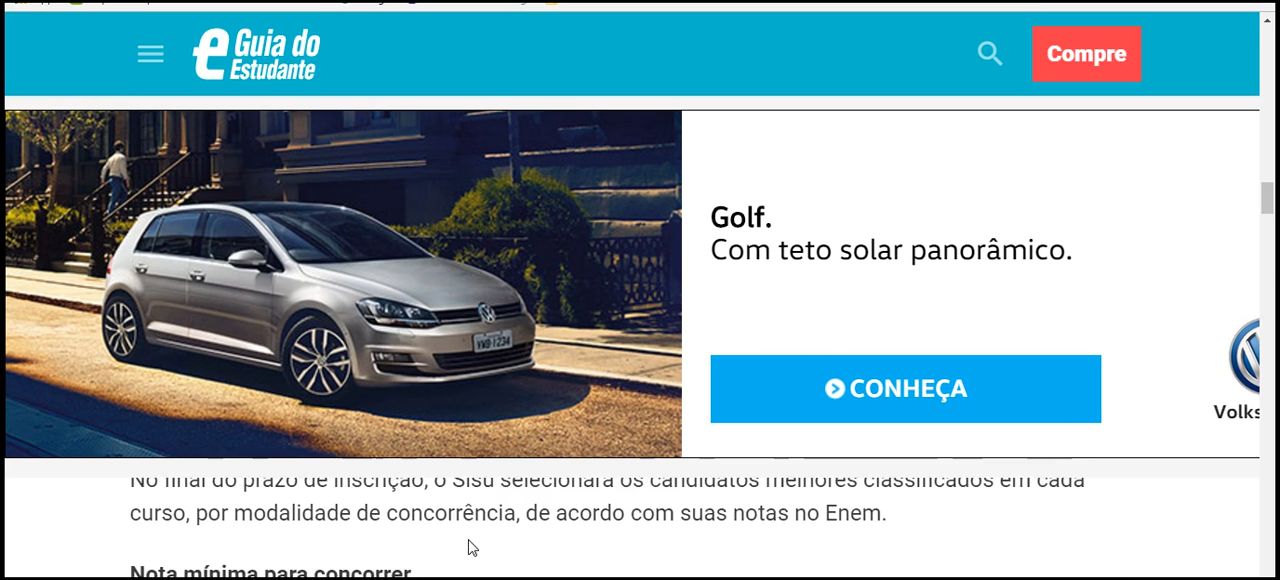 Guia do
Estudante
Compre
Golf.
Com teto solar panorâmico.
CONHEÇA
No final do prazo de inscrição, o Sisu selecionará os candidatos melhores classificados em cada
curso, por modalidade de concorrência, de acordo com suas notas no Enem.
Nota mínima para concorrer